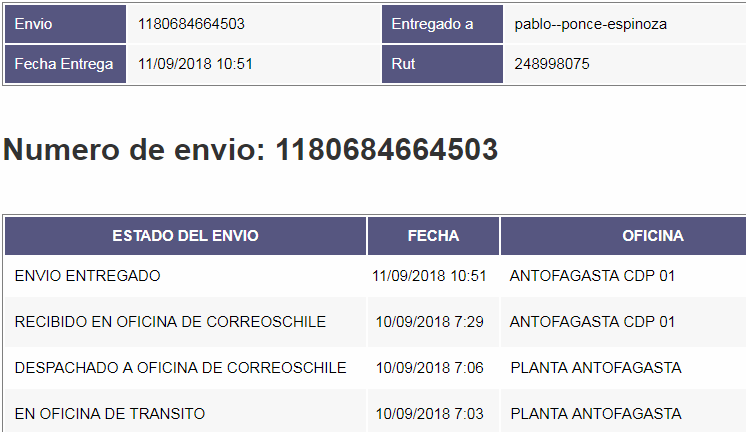 Envio 1180684664503 Entregado a pablo--ponce-espinoza
Fecha Entrega 11/09/2018 10:51 Rut 248998075
Numero de envio: 1180684664503
ESTADO DEL ENVIO FECHA OFICINA
ENVIO ENTREGADO 11/09/2018 10:51 ANTOFAGASTA CDP 01
RECIBIDO EN OFICINA DE CORREOSCHILE 10/09/2018 7:29 ANTOFAGASTA CDP 01
DESPACHADO A OFICINA DE CORREOSCHILE 10/09/2018 7:06 PLANTA ANTOFAGASTA
EN OFICINA DE TRANSITO 10/09/2018 7:03 PLANTA ANTOFAGASTA